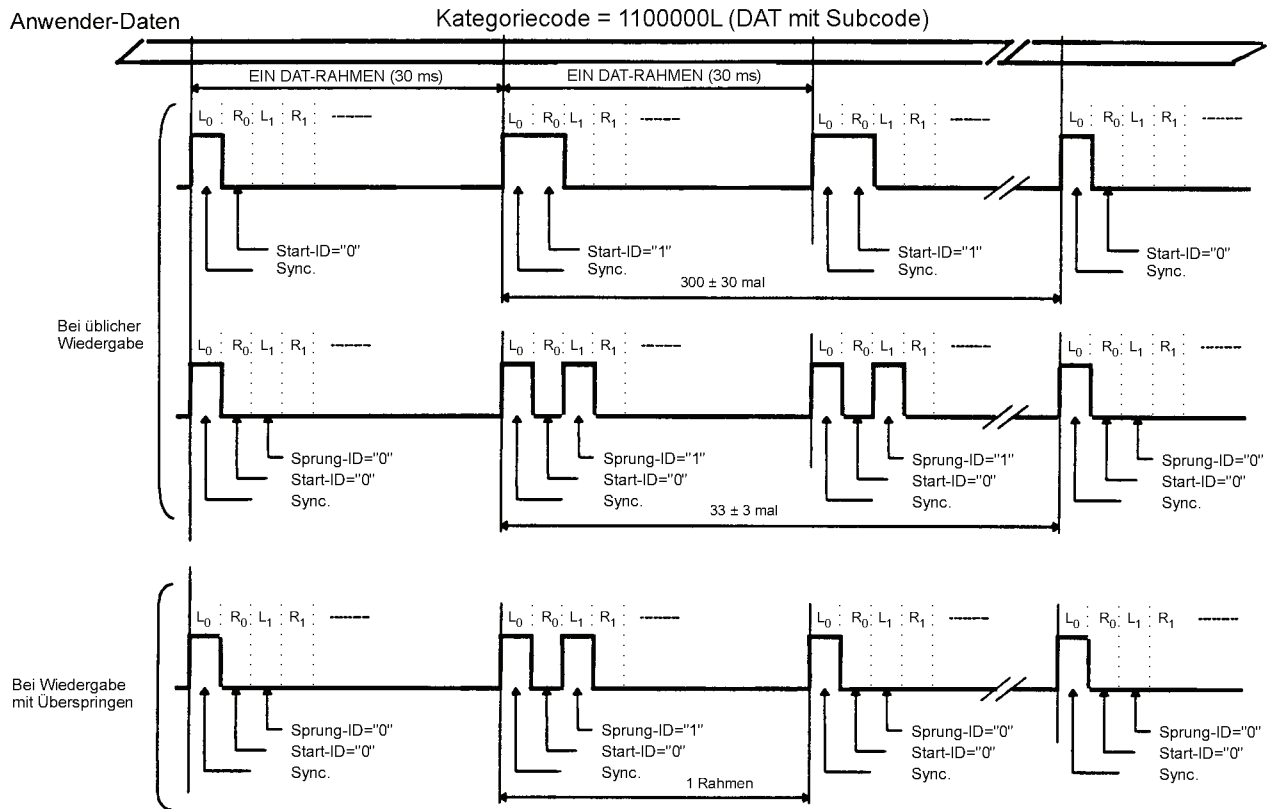 Anwender-Daten
Kategoriecode = 1100000L (DAT mit Subcode)
EIN DAT-RAHMEN (30 ms) EIN DAT-RAHMEN (30 ms)
L0 R0 L1 R1 L0 R0 L1 R1 L0 R0 L1 R1 L0 R0 L1 R1
Start-ID="0" Start-ID="1" Start-ID="1" Start-ID="0"
Sync. Sync. Sync. Sync.
300 ± 30 mal
Bei üblicher
Wiedergabe
L0 R0 L1 R1 L0 R0 L1 R1 L0 R0 L1 R1 L0 R0 L1 R1
Sprung-ID="0" Sprung-ID="1" Sprung-ID="1" Sprung-ID="0"
Start-ID="0" Start-ID="0" Start-ID="0" Start-ID="0"
Sync. Sync. Sync. Sync.
33 ± 3 mal
L0 R0 L1 R1 L0 R0 L1 R1 L0 R0 L1 R1 L0 R0 L1 R1
Bei Wiedergabe
mit Überspringen
Sprung-ID="0" Sprung-ID="1" Sprung-ID="0" Sprung-ID="0"
Start-ID="0" Start-ID="0" Start-ID="0" Start-ID="0"
Sync. Sync. Sync. Sync.
1 Rahmen